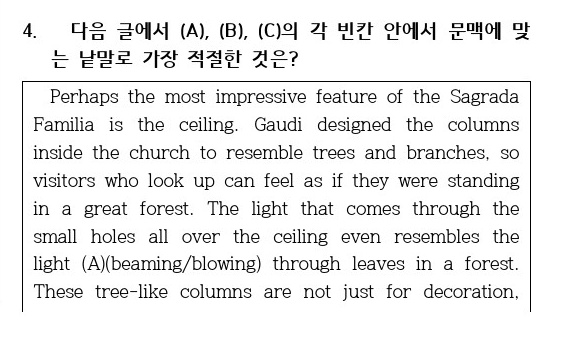 4. 다음 글에서 (A), (B), (C)의 각 빈칸 안에서 문맥에 맞
는 낱말로 가장 적절한 것은?
Perhaps the most impressive feature of the Sagrada
Familia is the ceiling. Gaudi designed the columns
inside the church to resemble trees and branches, so
visitors who look up can feel as if they were standing
in a great forest. The light that comes through the
small holes all over the ceiling even resembles the
light (A)(beaming/blowing) through leaves in a forest.
These tree-like columns are not just for decoration,